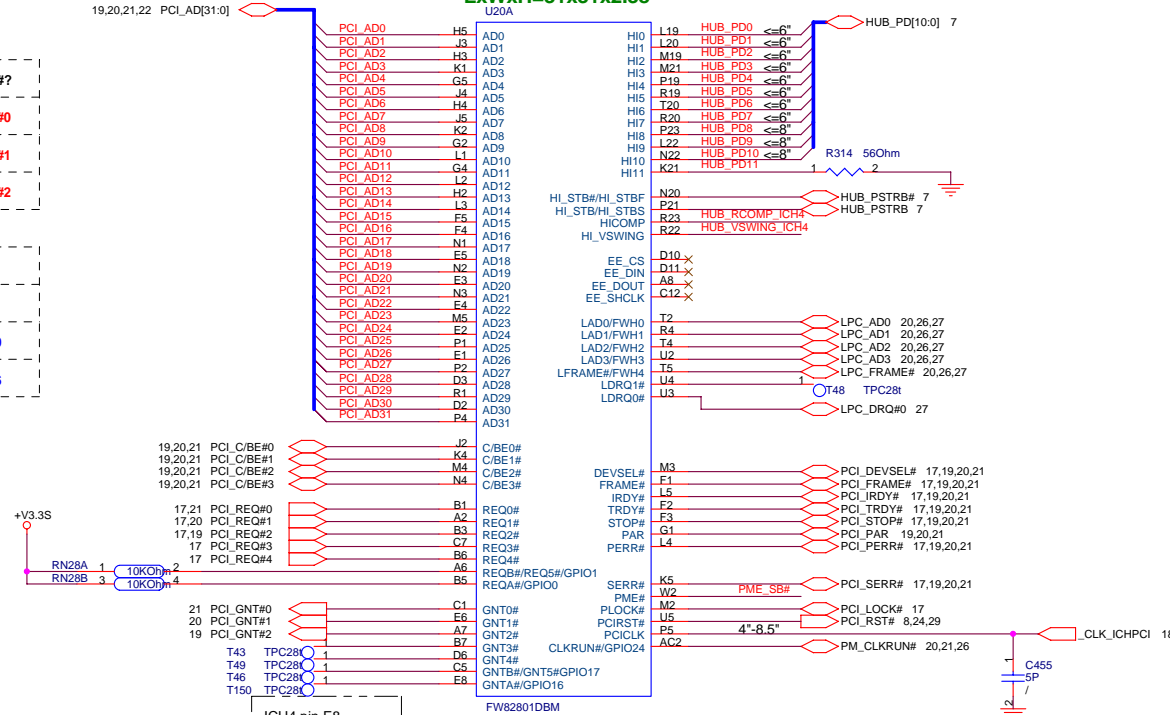 19,20,21,22 PCI_AD[31:0]
U20A
HUB_PD[10:0] 7
#?
#0
#1
#2
PCI_AD0 H5 AD0 HI0 L19 HUB_PD0 <=6"
PCI_AD1 J3 AD1 HI1 L20 HUB_PD1 <=6"
PCI_AD2 H3 AD2 HI2 M19 HUB_PD2 <=6"
PCI_AD3 K1 AD3 HI3 M21 HUB_PD3 <=6"
PCI_AD4 G5 AD4 HI4 P19 HUB_PD4 <=6"
PCI_AD5 J4 AD5 HI5 R19 HUB_PD5 <=6"
PCI_AD6 H4 AD6 HI6 T20 HUB_PD6 <=6"
PCI_AD7 J5 AD7 HI7 R20 HUB_PD7 <=6"
PCI_AD8 K2 AD8 HI8 P23 HUB_PD8 <=8"
PCI_AD9 G2 AD9 HI9 L22 HUB_PD9 <=8"
PCI_AD10 L1 AD10 HI10 N22 HUB_PD10 <=8"
PCI_AD11 G4 AD11 HI11 K21 HUB_PD11 1 R314 56Ohm 2
PCI_AD12 L2 AD12
PCI_AD13 H2 AD13 HI_STB#/HI_STBF N20 HUB_PSTRB# 7
PCI_AD14 L3 AD14 HI_STB/HI_STBS P21 HUB_PSTRB 7
PCI_AD15 F5 AD15 HICOMP R23 HUB_RCOMP_ICH4
PCI_AD16 F4 AD16 HI_VSWING R22 HUB_VSWING_ICH4
PCI_AD17 N1 AD17
PCI_AD18 E5 AD18 EE_CS D10
PCI_AD19 N2 AD19 EE_DIN D11
PCI_AD20 E3 AD20 EE_DOUT A8
PCI_AD21 N3 AD21 EE_SHCLK C12
PCI_AD22 E4 AD22
PCI_AD23 M5 AD23 LAD0/FWH0 T2 LPC_AD0 20,26,27
PCI_AD24 E2 AD24 LAD1/FWH1 R4 LPC_AD1 20,26,27
PCI_AD25 P1 AD25 LAD2/FWH2 T4 LPC_AD2 20,26,27
PCI_AD26 E1 AD26 LAD3/FWH3 U2 LPC_AD3 20,26,27
PCI_AD27 P2 AD27 LFRAME#/FWH4 T5 LPC_FRAME# 20,26,27
PCI_AD28 D3 AD28 LDRQ1# U4 1 T48 TPC28t
PCI_AD29 R1 AD29 LDRQ0# U3
PCI_AD30 D2 AD30 LPC_DRQ#0 27
PCI_AD31 P4 AD31
19,20,21 PCI_C/BE#0 J2 C/BE0#
19,20,21 PCI_C/BE#1 K4 C/BE1#
19,20,21 PCI_C/BE#2 M4 C/BE2# DEVSEL# M3 PCI_DEVSEL# 17,19,20,21
19,20,21 PCI_C/BE#3 N4 C/BE3# FRAME# F1 PCI_FRAME# 17,19,20,21
IRDY# L5 PCI_IRDY# 17,19,20,21
17,21 PCI_REQ#0 B1 REQ0# TRDY# F2 PCI_TRDY# 17,19,20,21
17,20 PCI_REQ#1 A2 REQ1# STOP# F3 PCI_STOP# 17,19,20,21
17,19 PCI_REQ#2 B3 REQ2# PAR G1 PCI_PAR 19,20,21
17 PCI_REQ#3 C7 REQ3# PERR# L4 PCI_PERR# 17,19,20,21
17 PCI_REQ#4 B6 REQ4#
+V3.3S
RN28A 1 10KOhm 2 A6 REQB#/REQ5#/GPIO1
RN28B 3 10KOhm 4 B5 REQA#/GPIO0 SERR# K5 PCI_SERR# 17,19,20,21
PME# W2 PME_SB#
21 PCI_GNT#0 C1 GNT0# PLOCK# M2 PCI_LOCK# 17
20 PCI_GNT#1 E6 GNT1# PCIRST# U5 PCI_RST# 8,24,29
19 PCI_GNT#2 A7 GNT2# PCICLK P5 4"-8.5" _CLK_ICHPCI 18
T43 TPC28t 1 B7 GNT3# CLKRUN#/GPIO24 AC2 PM_CLKRUN# 20,21,26
T49 TPC28t 1 D6 GNT4#
T46 TPC28t 1 C5 GNTB#/GNT5#/GPIO17
T150 TPC28t 1 E8 GNTA#/GPIO16
1 C455 5P / 2
FW82801DBM
ICH4 pin E8